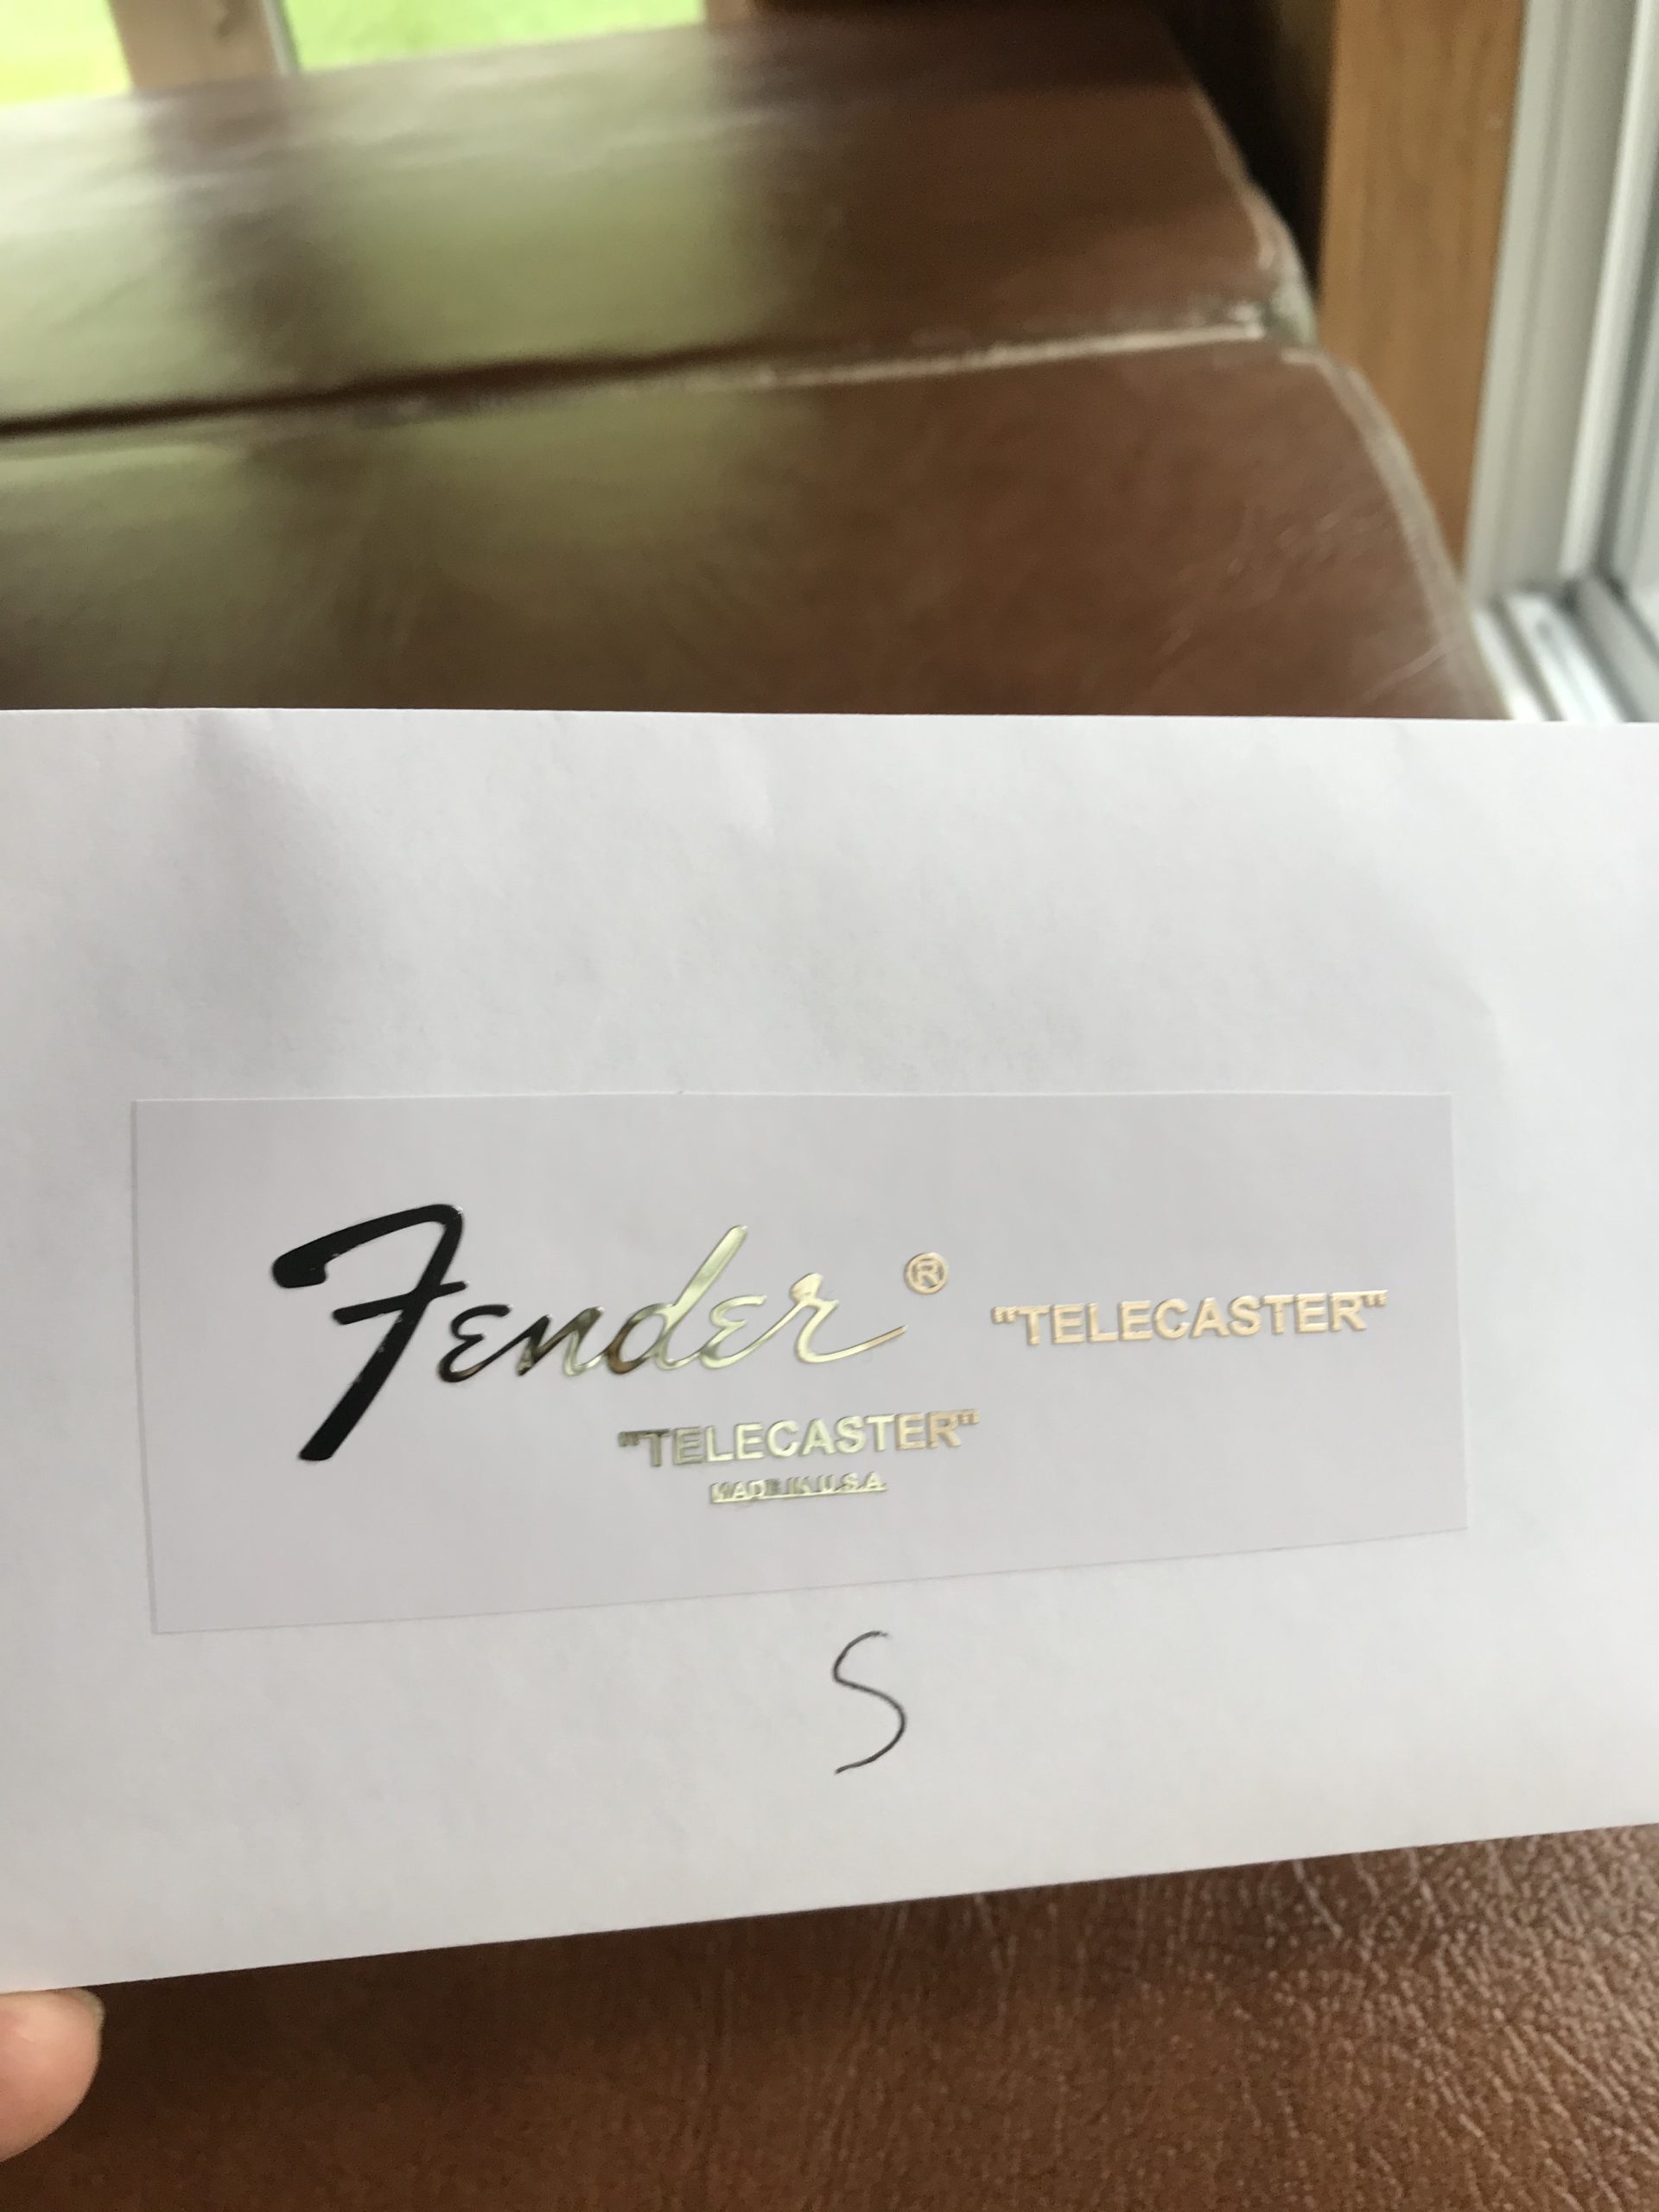 Fender ® "TELECASTER"
"TELECASTER"
MADE IN U.S.A.
S